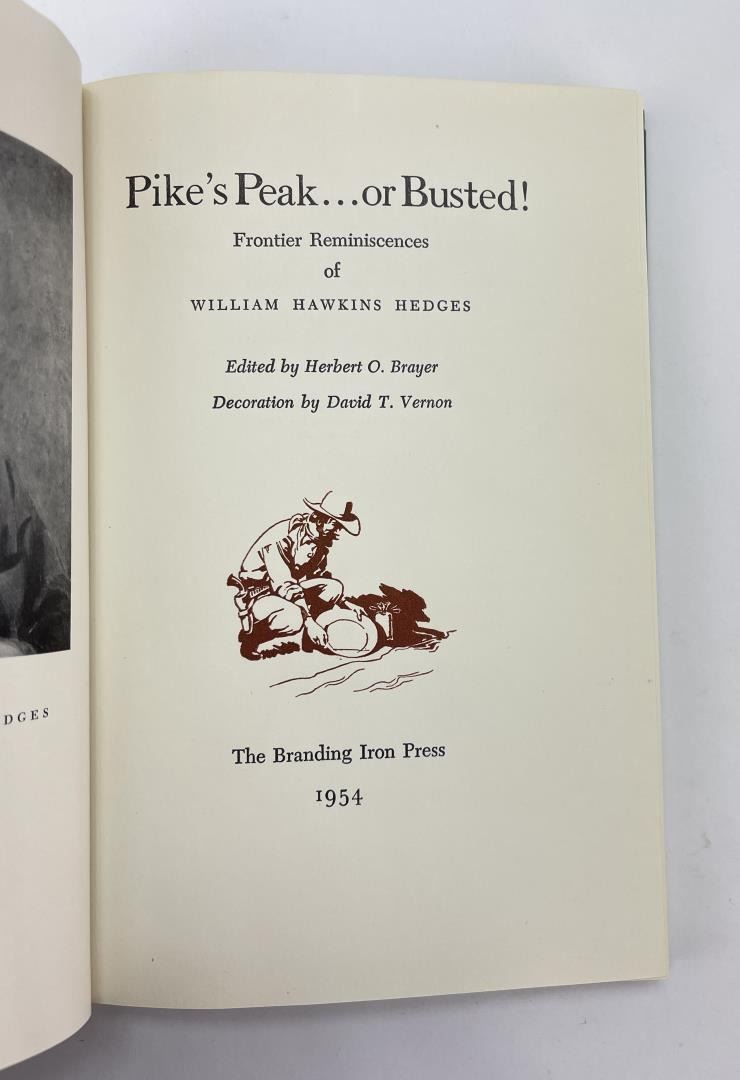 Pike's Peak...or Busted!
Frontier Reminiscences
of
WILLIAM HAWKINS HEDGES
Edited by Herbert O. Brayer
Decoration by David T. Vernon
The Branding Iron Press
1954
DGES